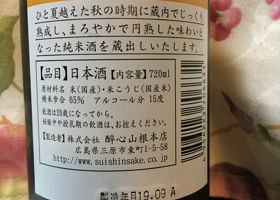 ひと夏越えた秋の時期に蔵内でじっくり
熟成し、まろやかで円熟した味わいと
なった純米酒を蔵出しいたします。
【品目】日本酒【内容量】720ml
原材料名 米(国産)・米こうじ(国産米)
精米歩合65% アルコール分 15度
飲酒は20歳になってから。
妊娠中や授乳期の飲酒は、お控えください。
【製造者】株式会社 醉心山根本店
広島県三原市東町1-5-58
http://www.suishinsake.co.jp
製造年月19.09 A